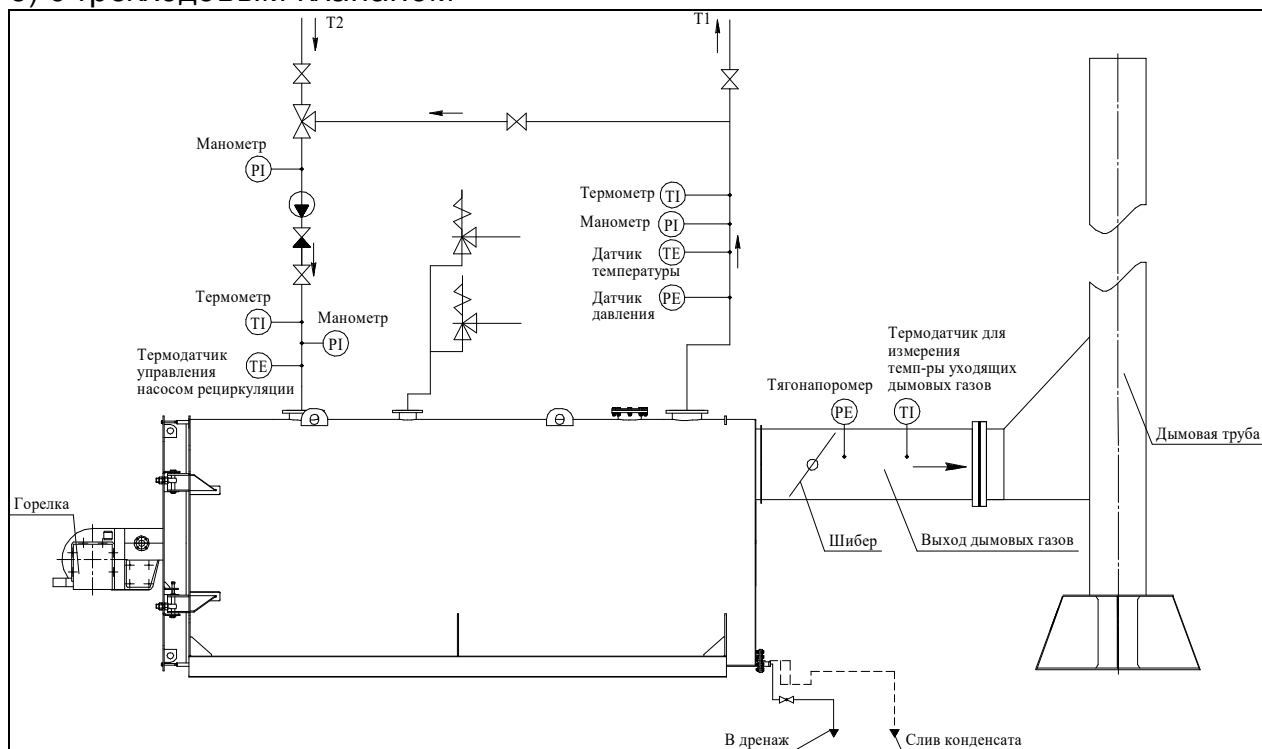 в) с трехходовым клапаном
T2
T1
Манометр
PI
Термометр
TI
Манометр
PI
Датчик
температуры
TE
Датчик
давления
PE
Термометр
TI
Манометр
PI
Термодатчик
управления
насосом рециркуляции
TE
Термодатчик для
измерения
темп-ры уходящих
дымовых газов
Тягонапоромер
PE
TI
Дымовая труба
Горелка
Шибер
Выход дымовых газов
В дренаж
Слив конденсата